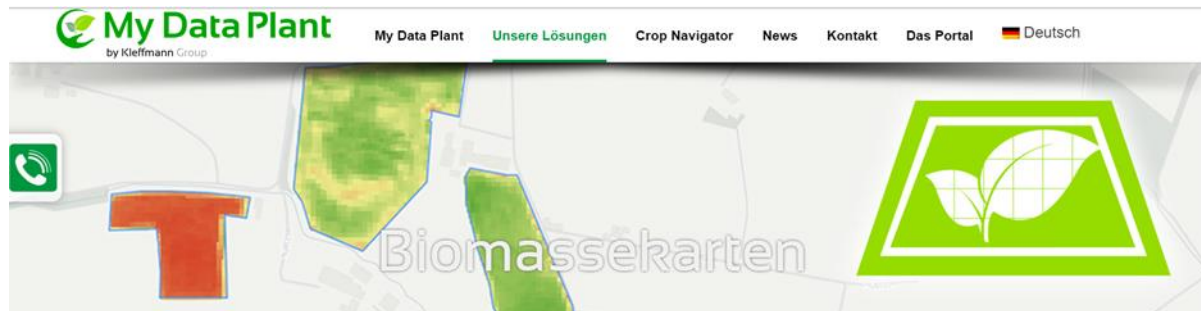 My Data Plant
by Kleffmann Group
My Data Plant Unsere Lösungen Crop Navigator News Kontakt Das Portal Deutsch
Biomassekarten